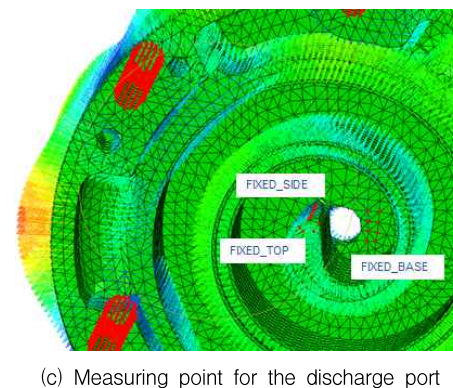 FIXED_SIDE
FIXED_TOP
FIXED_BASE
(c) Measuring point for the discharge port